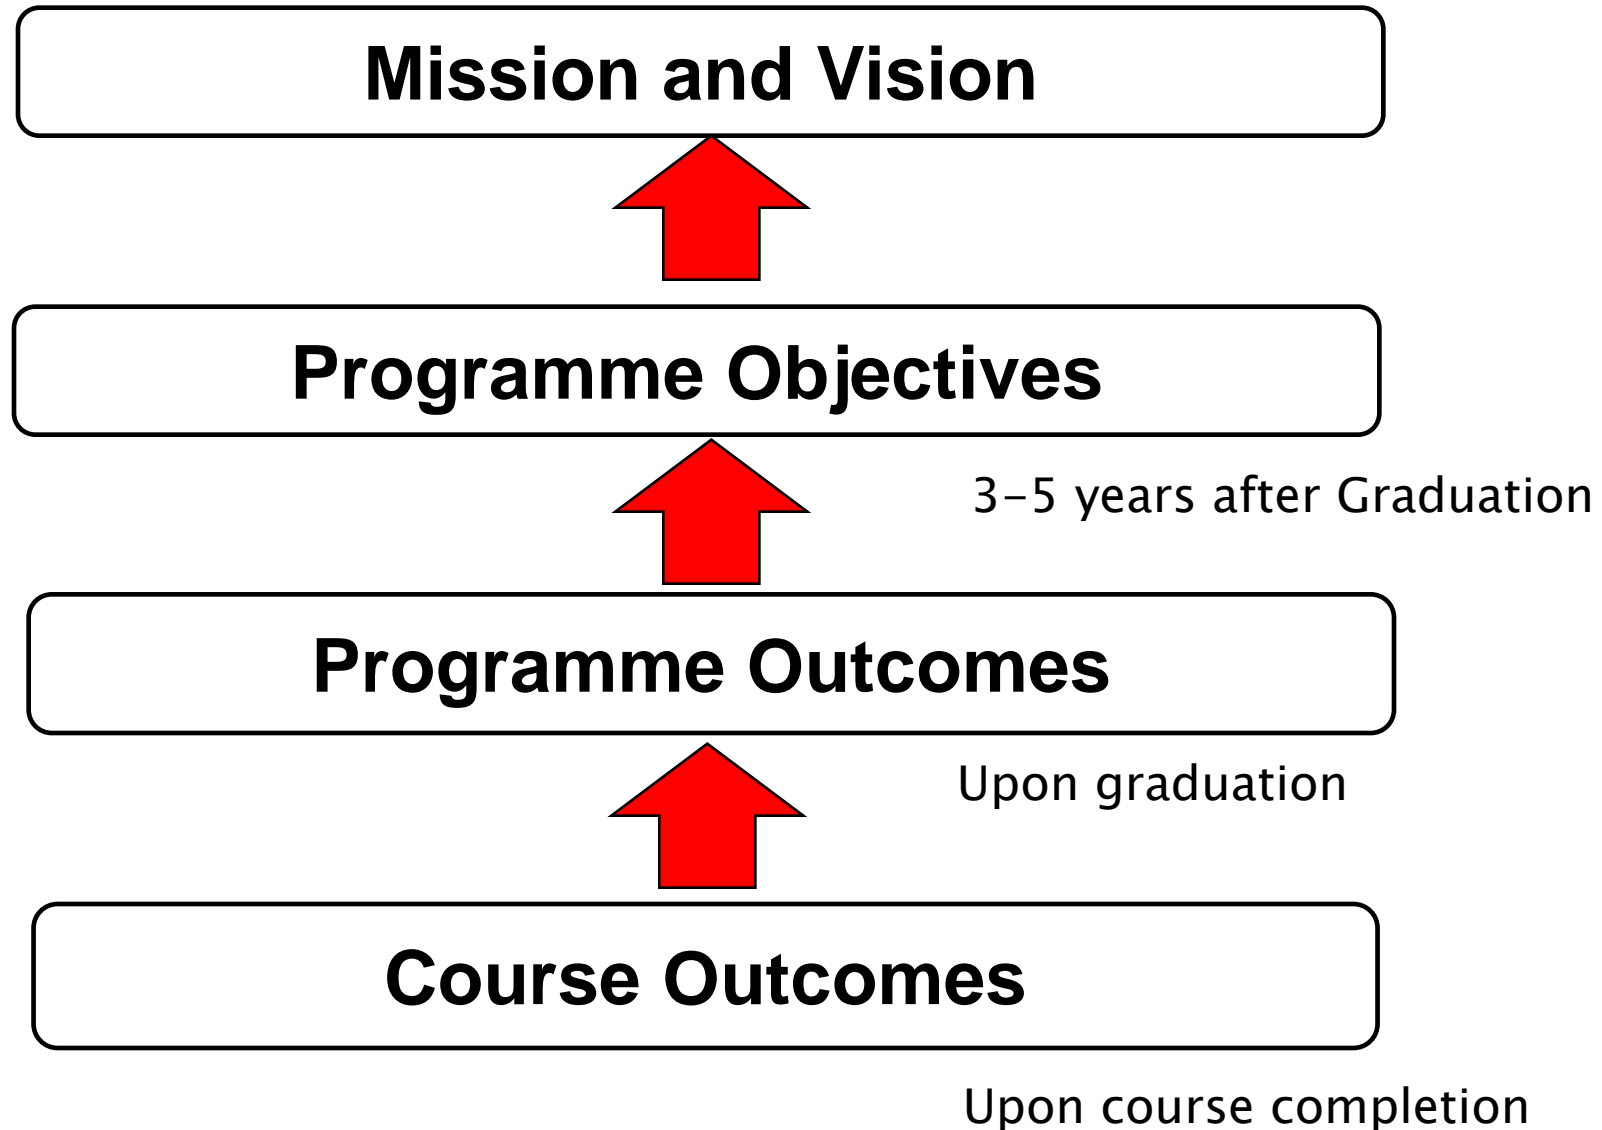 Mission and Vision
Programme Objectives
3-5 years after Graduation
Programme Outcomes
Upon graduation
Course Outcomes
Upon course completion